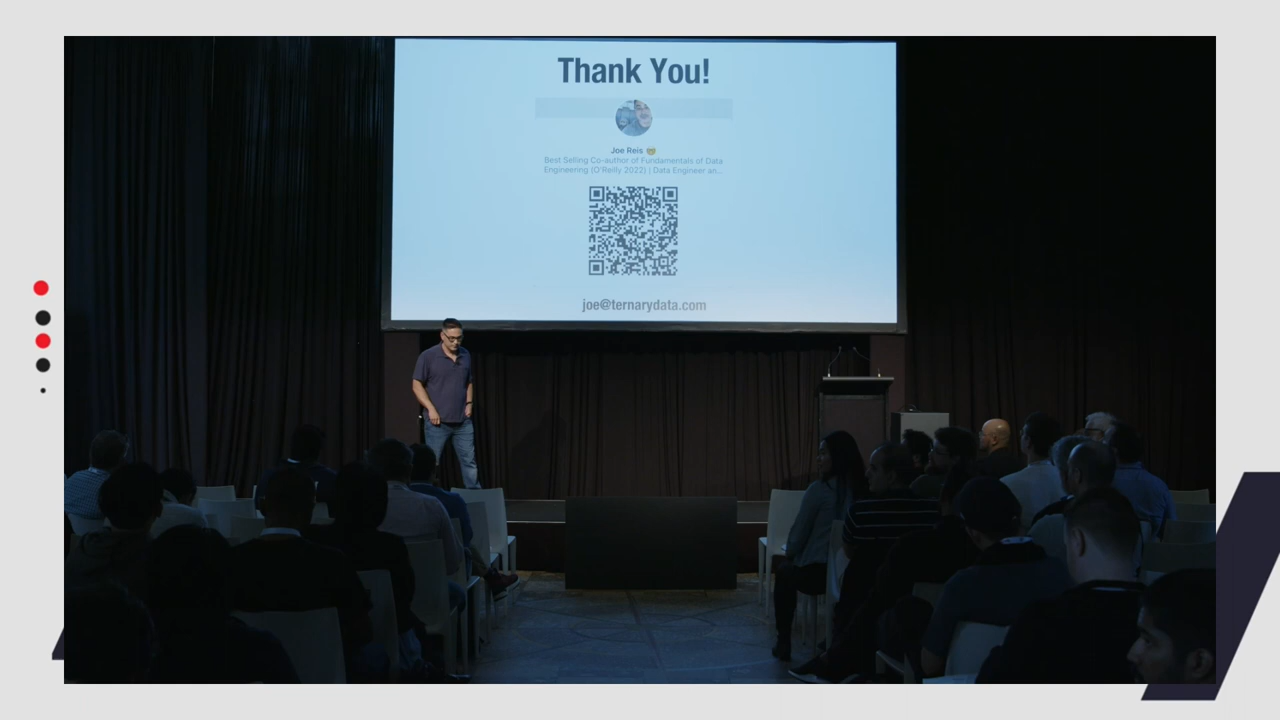 Thank You!
Joe Reis 🤓
Best Selling Co-author of Fundamentals of Data
Engineering (O'Reilly 2022) | Data Engineer an...
joe@ternarydata.com